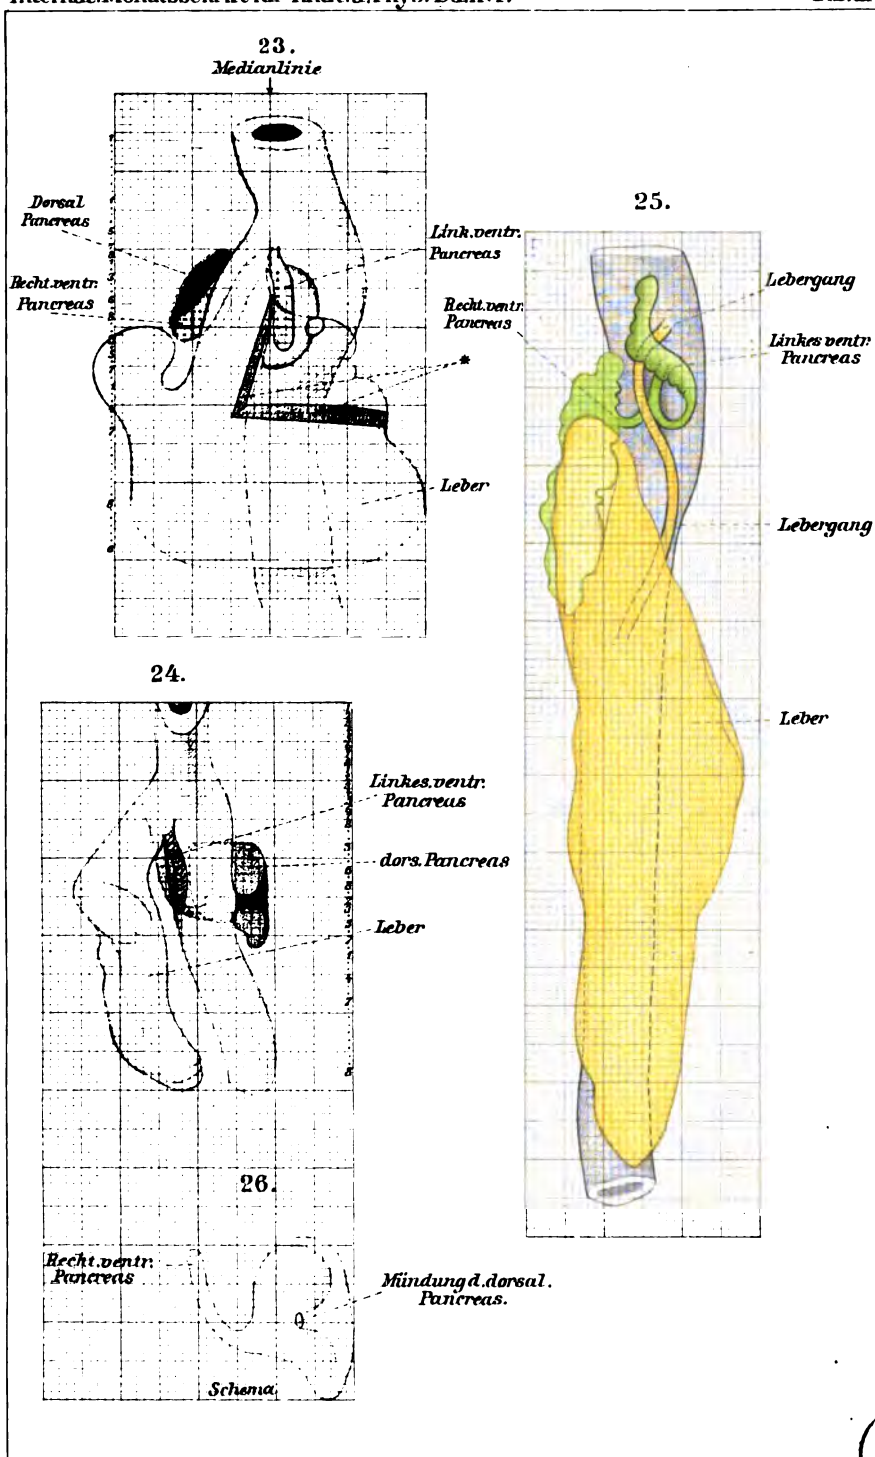 23.
Medianlinie
Dorsal
Pancreas
Link.ventr.
Pancreas
Recht.ventr.
Pancreas
*
Leber
25.
Lebergang
Recht.ventr.
Pancreas
Linkes ventr.
Pancreas
Lebergang
Leber
24.
Linkes.ventr.
Pancreas
dors.Pancreas
Leber
26.
Recht.ventr.
Pancreas
Mündung d.dorsal.
Pancreas.
Schema